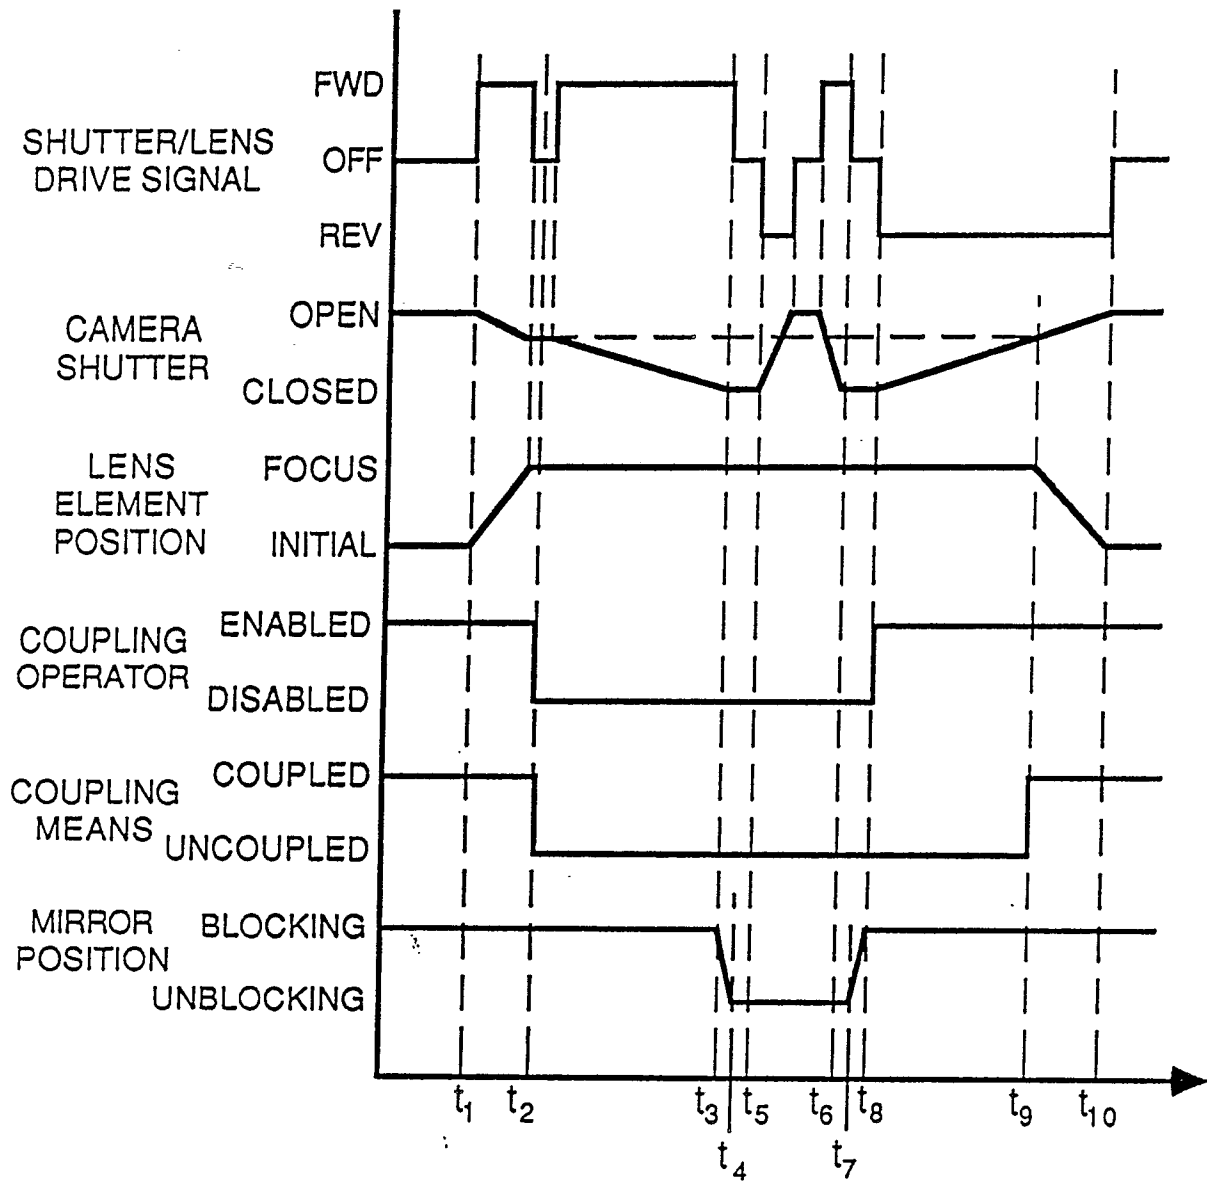 FWD
SHUTTER/LENS
DRIVE SIGNAL
OFF
REV
OPEN
CAMERA
SHUTTER
CLOSED
LENS
ELEMENT
POSITION
FOCUS
INITIAL
ENABLED
COUPLING
OPERATOR
DISABLED
COUPLED
COUPLING
MEANS
UNCOUPLED
MIRROR
POSITION
BLOCKING
UNBLOCKING
t1 t2 t3 t5 t6 t8 t9 t10
t4 t7